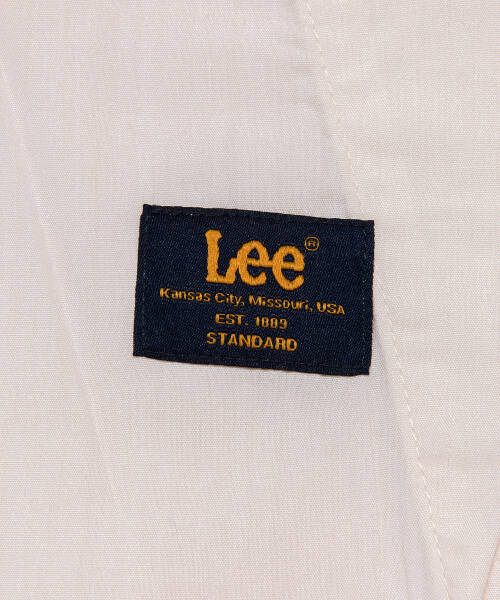 Lee®
Kansas City, Missouri, USA
EST. 1889
STANDARD